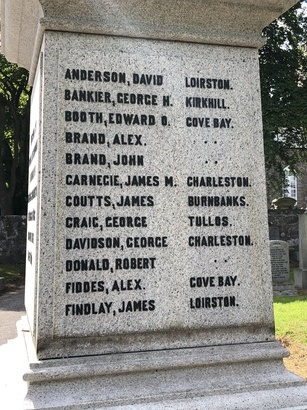 ANDERSON, DAVID LOIRSTON.
BANKIER, GEORGE H. KIRKHILL.
BOOTH, EDWARD O. COVE BAY.
BRAND, ALEX. . .
BRAND, JOHN . .
CARNEGIE, JAMES M. CHARLESTON.
COUTTS, JAMES BURNBANKS.
CRAIG, GEORGE TULLOS.
DAVIDSON, GEORGE CHARLESTON.
DONALD, ROBERT . .
FIDDES, ALEX. COVE BAY.
FINDLAY, JAMES LOIRSTON.